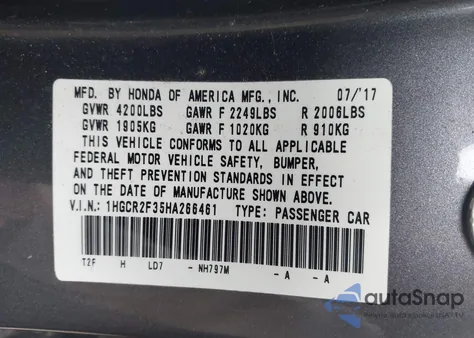 MFD. BY HONDA OF AMERICA MFG., INC. 07/'17
GVWR 4200LBS GAWR F 2249LBS R 2006LBS
GVWR 1905KG GAWR F 1020KG R 910KG
THIS VEHICLE CONFORMS TO ALL APPLICABLE
FEDERAL MOTOR VEHICLE SAFETY, BUMPER,
AND THEFT PREVENTION STANDARDS IN EFFECT
ON THE DATE OF MANUFACTURE SHOWN ABOVE.
V.I.N.: 1HGCR2F35HA266461 TYPE: PASSENGER CAR
T2F H LD7 - NH797M - A - A
autoSnap